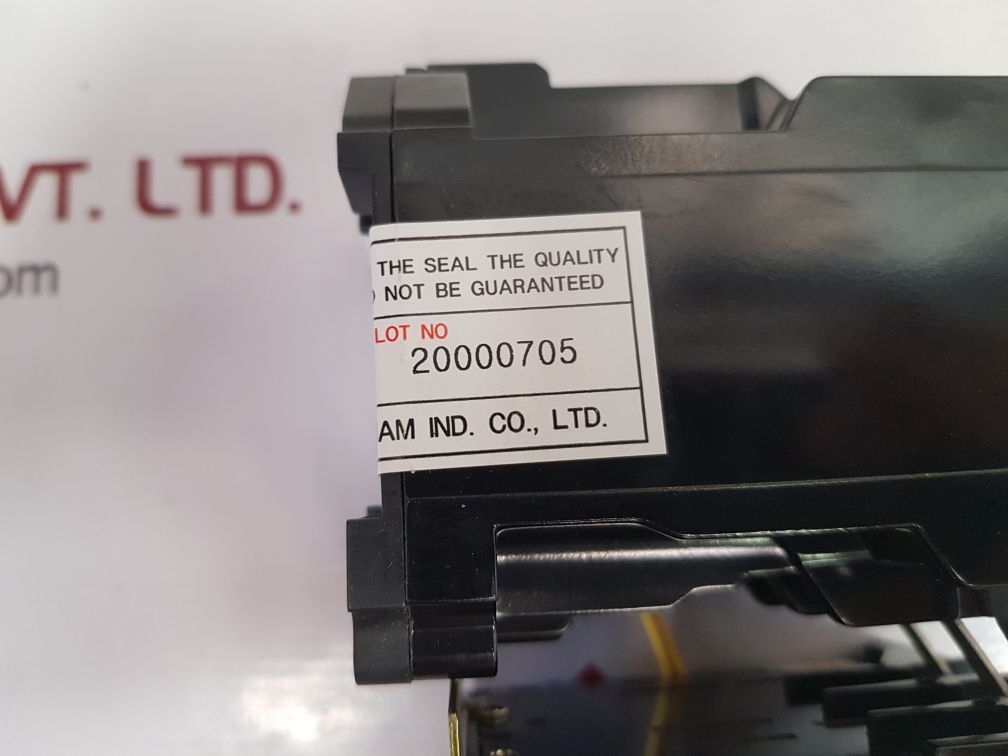 VT. LTD.
om
THE SEAL THE QUALITY
NOT BE GUARANTEED
LOT NO
20000705
AM IND. CO., LTD.